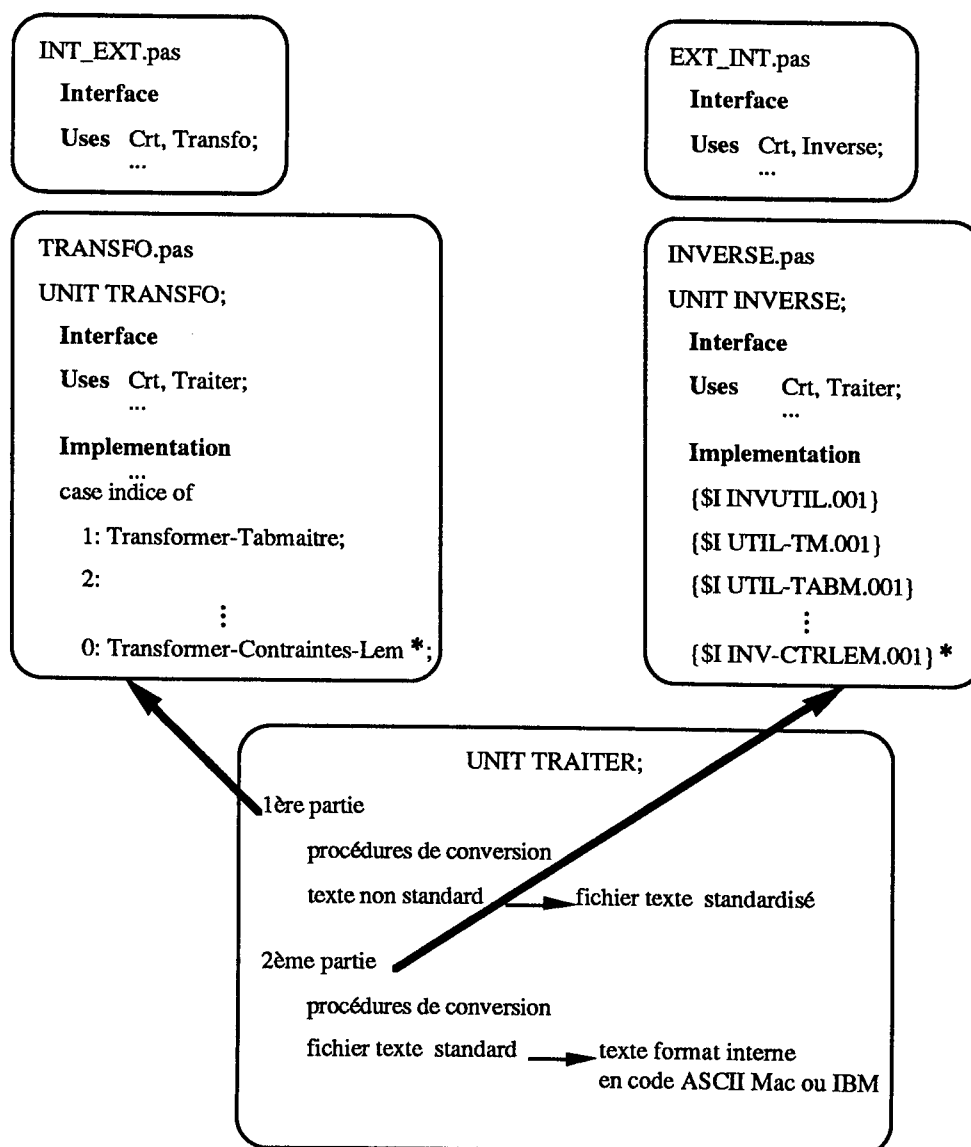 INT_EXT.pas
Interface
Uses Crt, Transfo;
...
EXT_INT.pas
Interface
Uses Crt, Inverse;
...
TRANSFO.pas
UNIT TRANSFO;
Interface
Uses Crt, Traiter;
...
Implementation
...
case indice of
1: Transformer-Tabmaitre;
2:
⋮
0: Transformer-Contraintes-Lem *;
INVERSE.pas
UNIT INVERSE;
Interface
Uses Crt, Traiter;
...
Implementation
{$I INVUTIL.001}
{$I UTIL-TM.001}
{$I UTIL-TABM.001}
⋮
{$I INV-CTRLEM.001} *
UNIT TRAITER;
1ère partie
procédures de conversion
texte non standard fichier texte standardisé
2ème partie
procédures de conversion
fichier texte standard texte format interne
en code ASCII Mac ou IBM